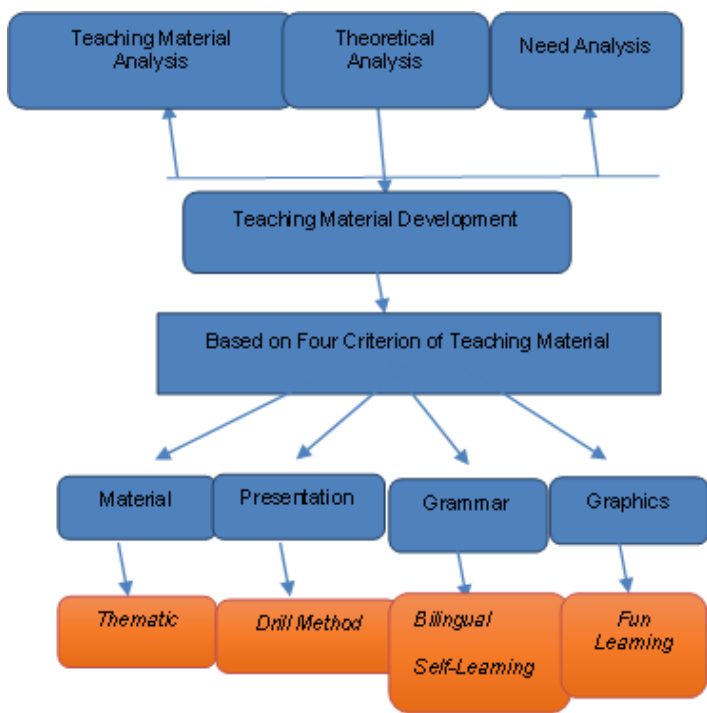 Teaching Material
Analysis
Theoretical
Analysis
Need Analysis
Teaching Material Development
Based on Four Criterion of Teaching Material
Material
Presentation
Grammar
Graphics
Thematic
Drill Method
Bilingual
Self-Learning
Fun
Learning